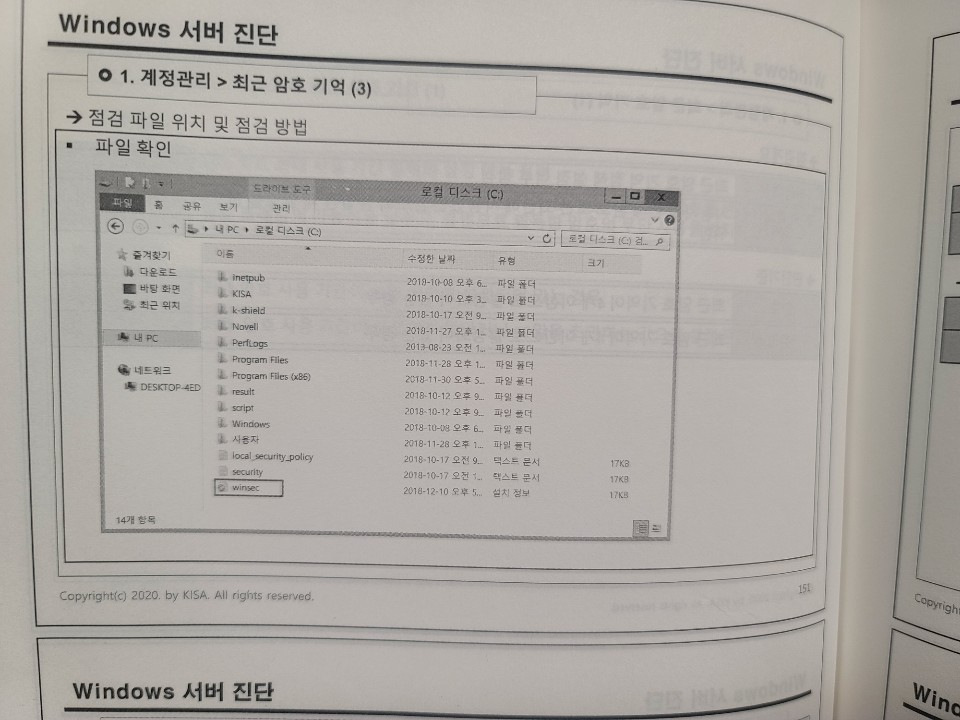 Windows 서버 진단
1. 계정관리 > 최근 암호 기억 (3)
→ 점검 파일 위치 및 점검 방법
▪ 파일 확인
드라이브 도구
로컬 디스크 (C:)
파일 홈 공유 보기 관리
내 PC 로컬 디스크 (C:)
로컬 디스크 (C:) 검...
즐겨찾기
다운로드
바탕 화면
최근 위치
내 PC
네트워크
DESKTOP-4ED
이름 수정한 날짜 유형 크기
inetpub 2018-10-08 오후 6... 파일 폴더
KISA 2018-10-10 오후 3... 파일 폴더
k-shield 2018-10-17 오전 9... 파일 폴더
Novell 2018-11-27 오후 1... 파일 폴더
PerfLogs 2013-08-23 오전 1... 파일 폴더
Program Files 2018-11-28 오후 1... 파일 폴더
Program Files (x86) 2018-11-30 오후 5... 파일 폴더
result 2018-10-12 오후 9... 파일 폴더
script 2018-10-12 오후 9... 파일 폴더
Windows 2018-10-08 오후 6... 파일 폴더
사용자 2018-11-28 오후 1... 파일 폴더
local_security_policy 2018-10-17 오전 9... 텍스트 문서 17KB
security 2018-10-17 오전 1... 텍스트 문서 17KB
winsec 2018-12-10 오후 5... 설치 정보 17KB
14개 항목
Copyright(c) 2020. by KISA. All rights reserved.
151
Windows 서버 진단
Copyrigh
Winc